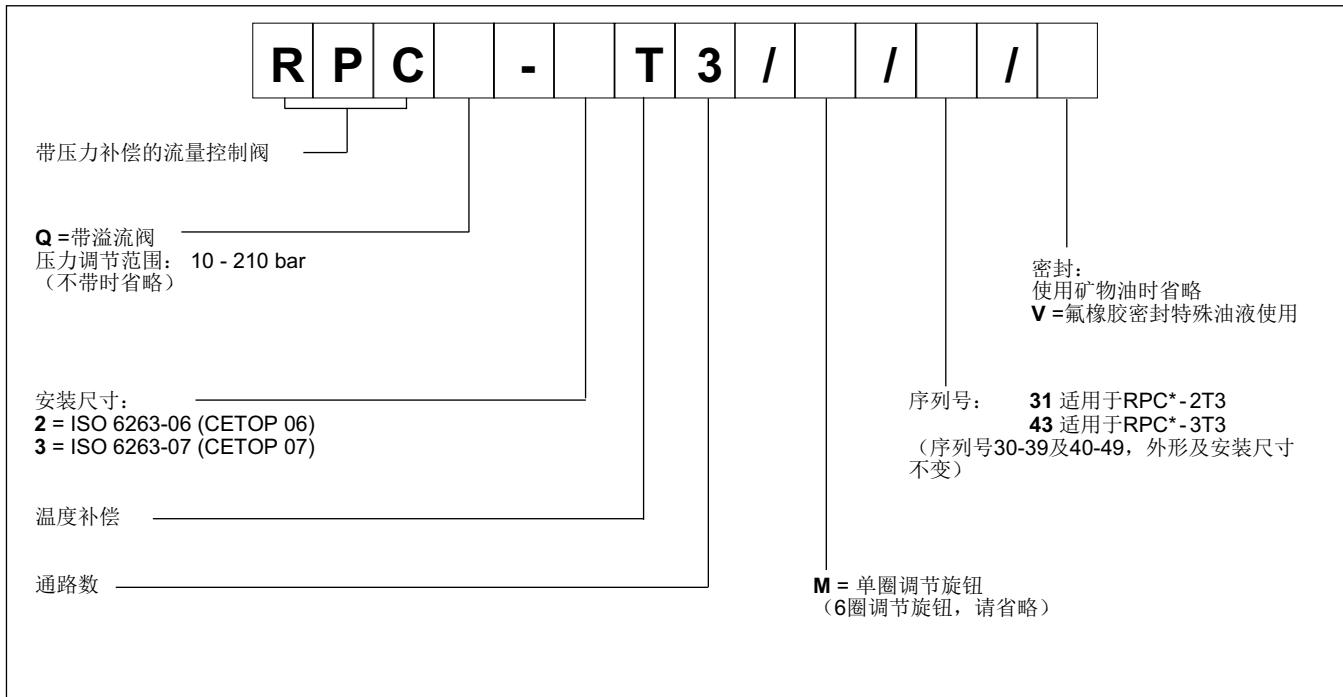 RPC - T3/ / /
带压力补偿的流量控制阀
Q =带溢流阀
压力调节范围： 10 - 210 bar
（不带时省略）
密封：
使用矿物油时省略
V =氟橡胶密封特殊油液使用
安装尺寸：
2 = ISO 6263-06 (CETOP 06)
3 = ISO 6263-07 (CETOP 07)
序列号： 31 适用于RPC*-2T3
43 适用于RPC*-3T3
（序列号30-39及40-49，外形及安装尺寸
不变）
温度补偿
通路数
M = 单圈调节旋钮
（6圈调节旋钮，请省略）